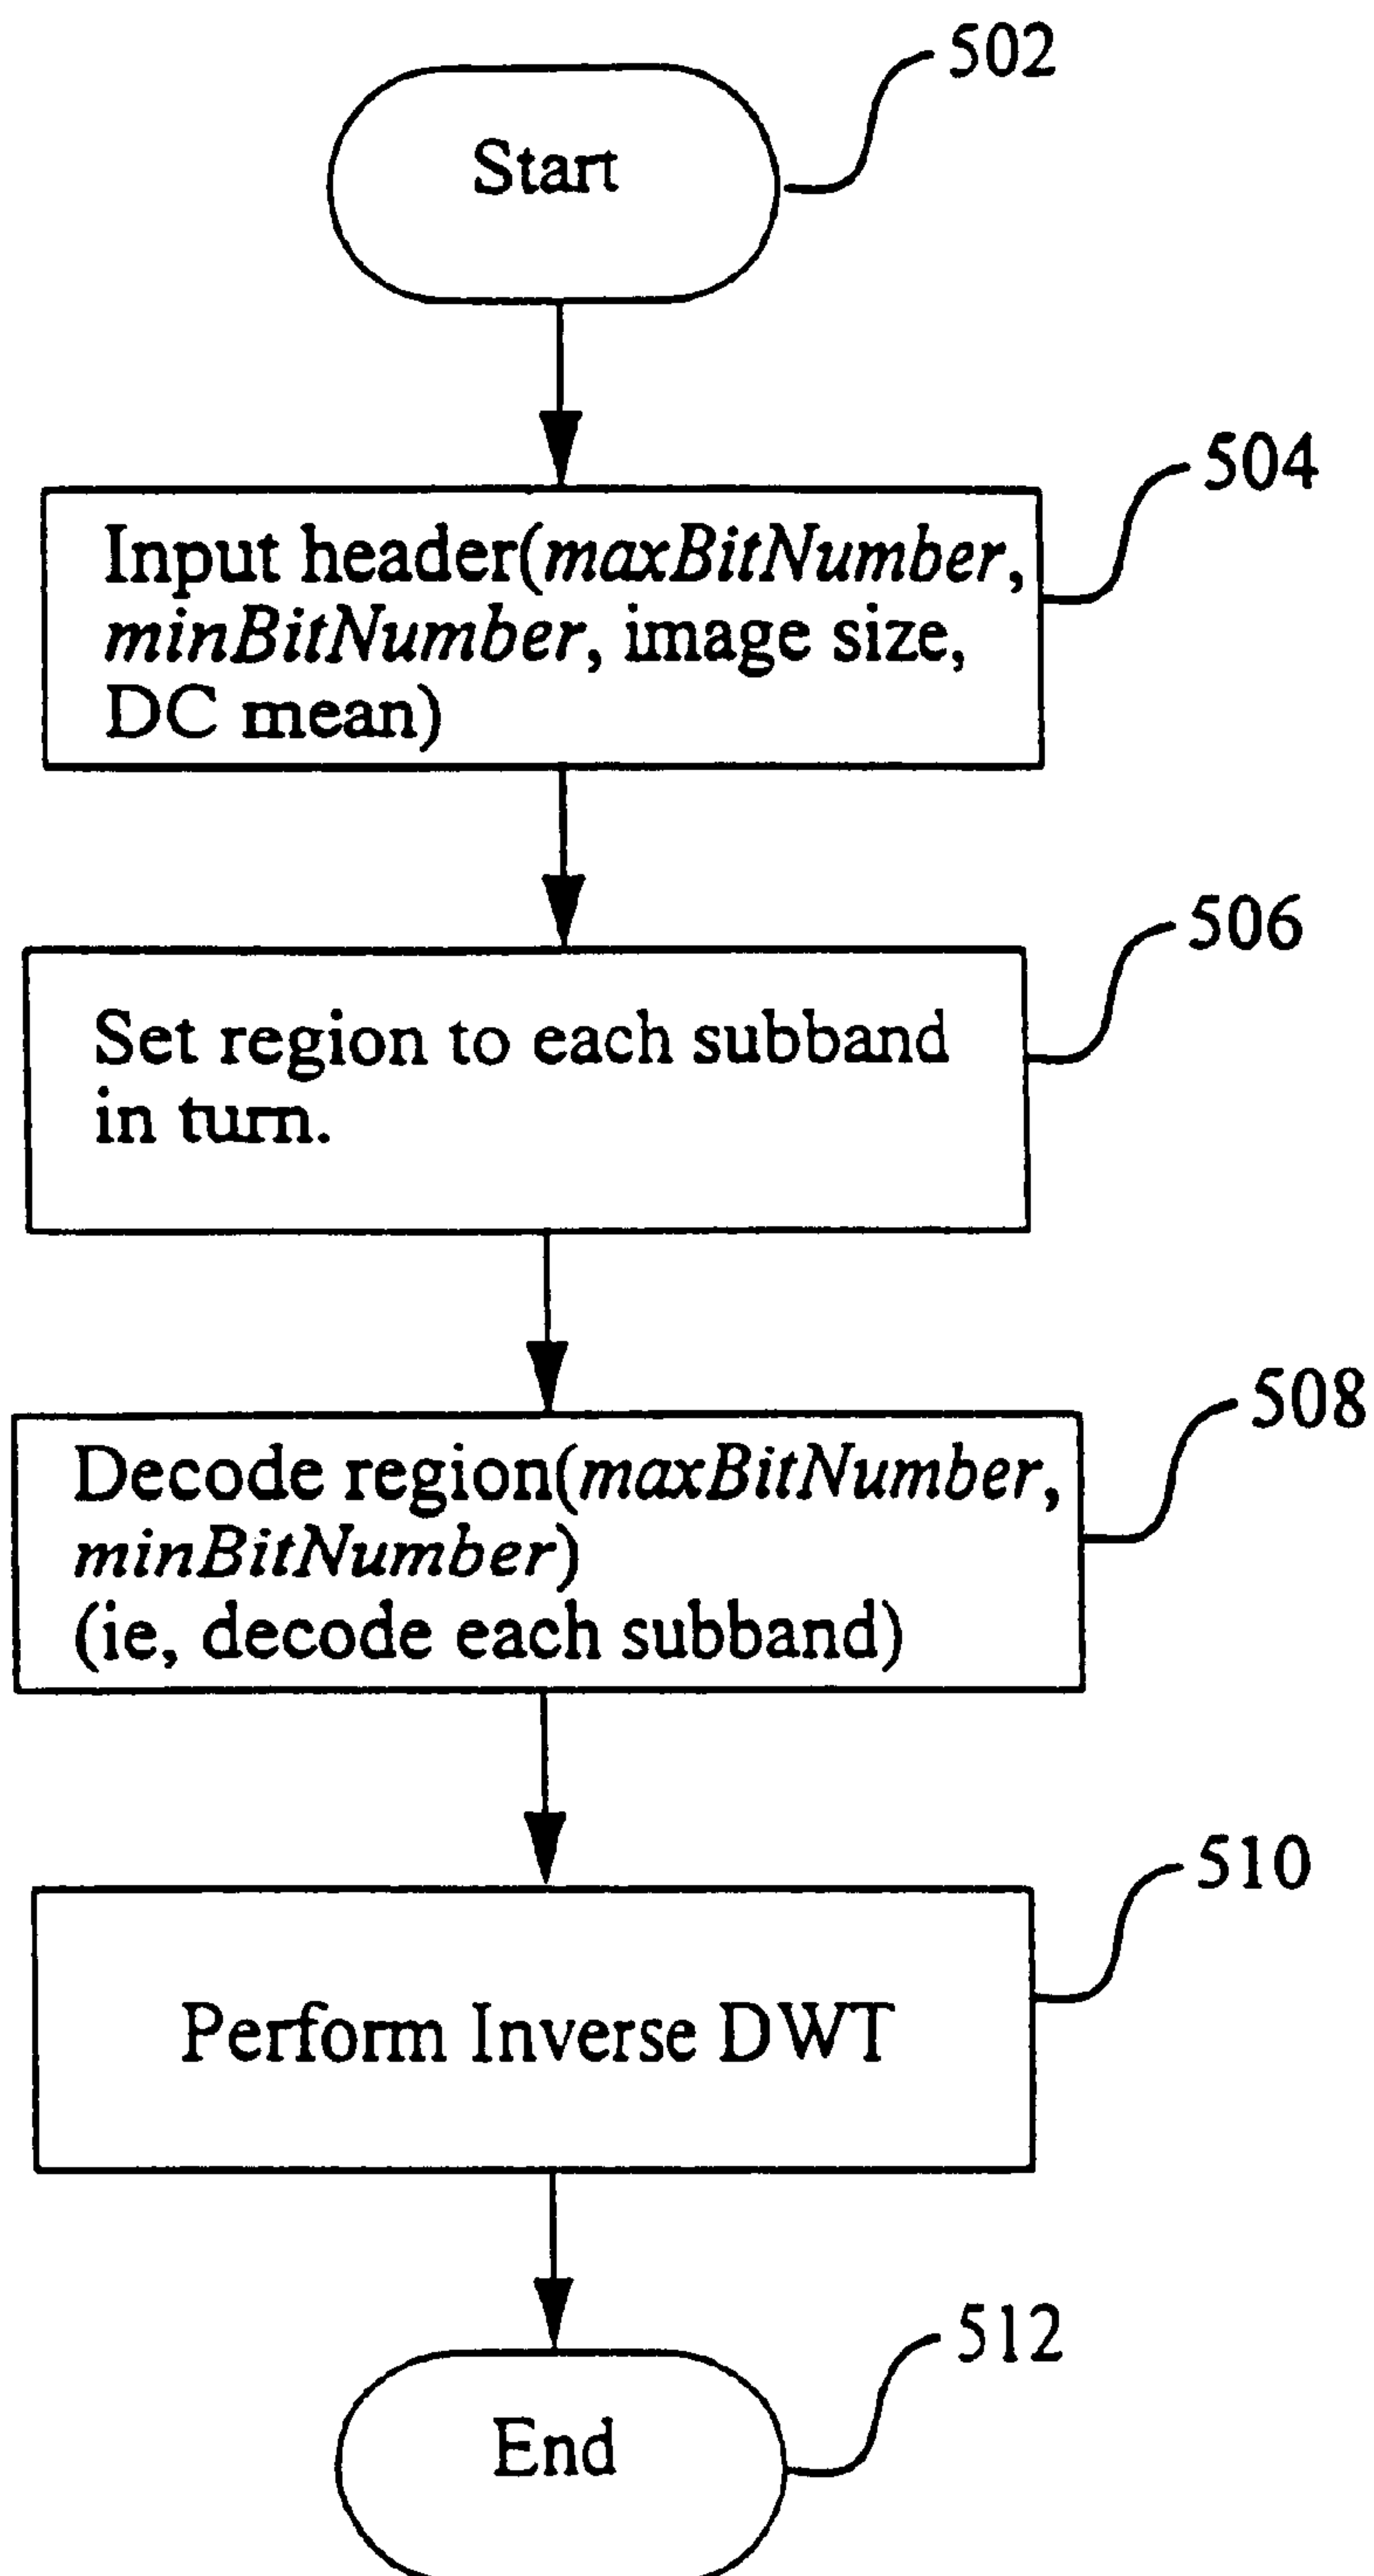 502
Start
504
Input header(maxBitNumber,
minBitNumber, image size,
DC mean)
506
Set region to each subband
in turn.
508
Decode region(maxBitNumber,
minBitNumber)
(ie, decode each subband)
510
Perform Inverse DWT
512
End